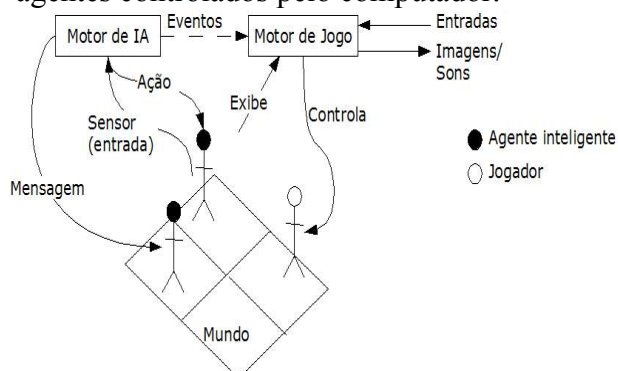 agentes controlados pelo computador.
Motor de IA
Eventos
Motor de Jogo
Entradas
Imagens/
Sons
Ação
Exibe
Controla
Sensor
(entrada)
Agente inteligente
Jogador
Mensagem
Mundo